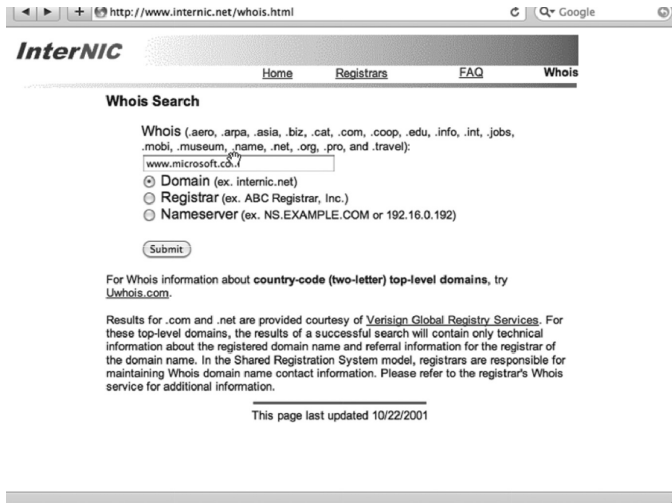 http://www.internic.net/whois.html
Google
InterNIC
Home Registrars FAQ Whois
Whois Search
Whois (.aero, .arpa, .asia, .biz, .cat, .com, .coop, .edu, .info, .int, .jobs,
.mobi, .museum, .name, .net, .org, .pro, and .travel):
www.microsoft.co
Domain (ex. internic.net)
Registrar (ex. ABC Registrar, Inc.)
Nameserver (ex. NS.EXAMPLE.COM or 192.16.0.192)
Submit
For Whois information about country-code (two-letter) top-level domains, try
Uwhois.com.
Results for .com and .net are provided courtesy of Verisign Global Registry Services. For
these top-level domains, the results of a successful search will contain only technical
information about the registered domain name and referral information for the registrar of
the domain name. In the Shared Registration System model, registrars are responsible for
maintaining Whois domain name contact information. Please refer to the registrar's Whois
service for additional information.
This page last updated 10/22/2001